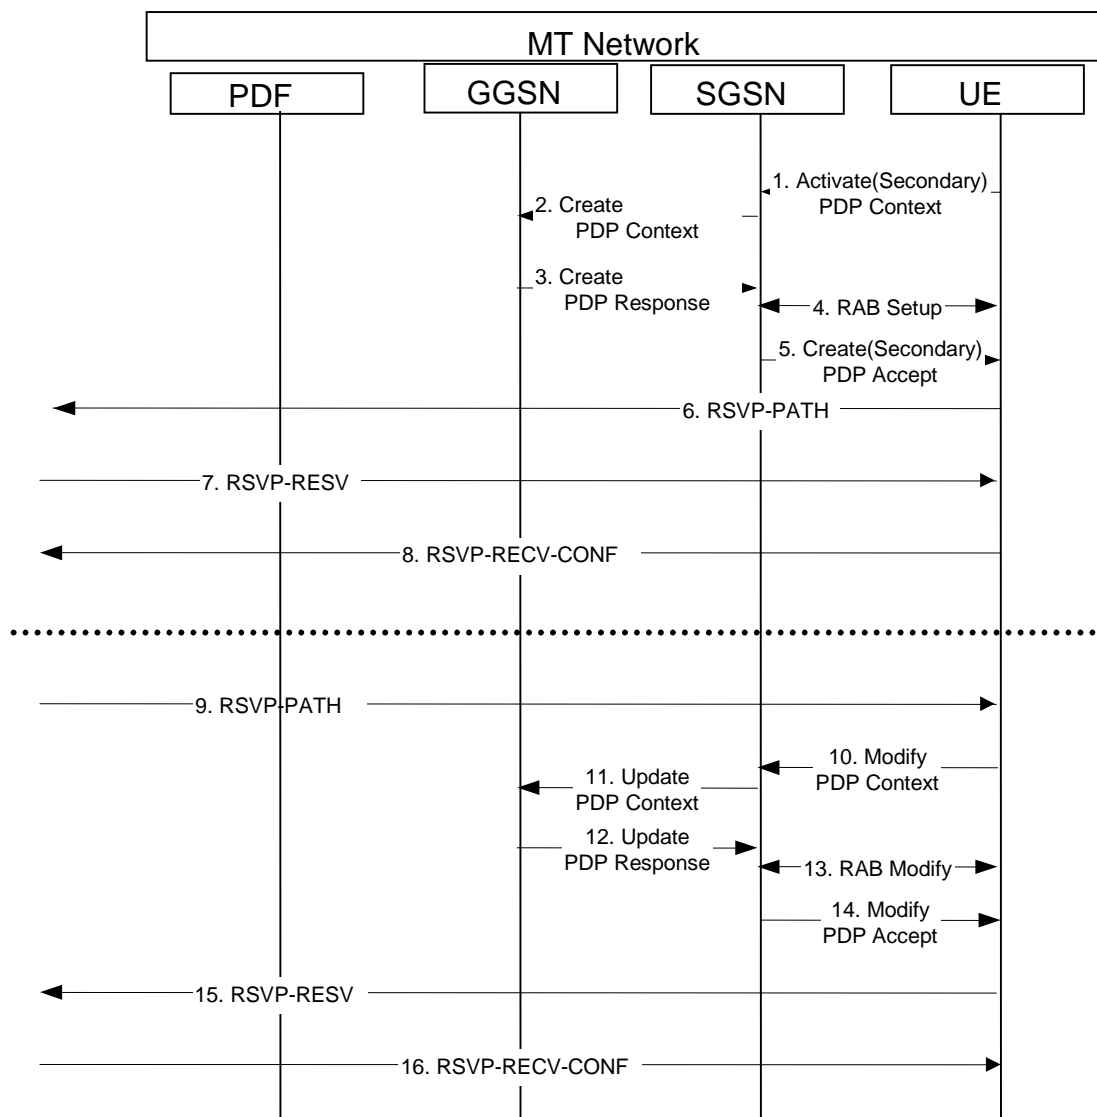 MT Network
PDF
GGSN
SGSN
UE
1. Activate(Secondary)
PDP Context
2. Create
PDP Context
3. Create
PDP Response
4. RAB Setup
5. Create(Secondary)
PDP Accept
6. RSVP-PATH
7. RSVP-RESV
8. RSVP-RECV-CONF
9. RSVP-PATH
10. Modify
PDP Context
11. Update
PDP Context
12. Update
PDP Response
13. RAB Modify
14. Modify
PDP Accept
15. RSVP-RESV
16. RSVP-RECV-CONF